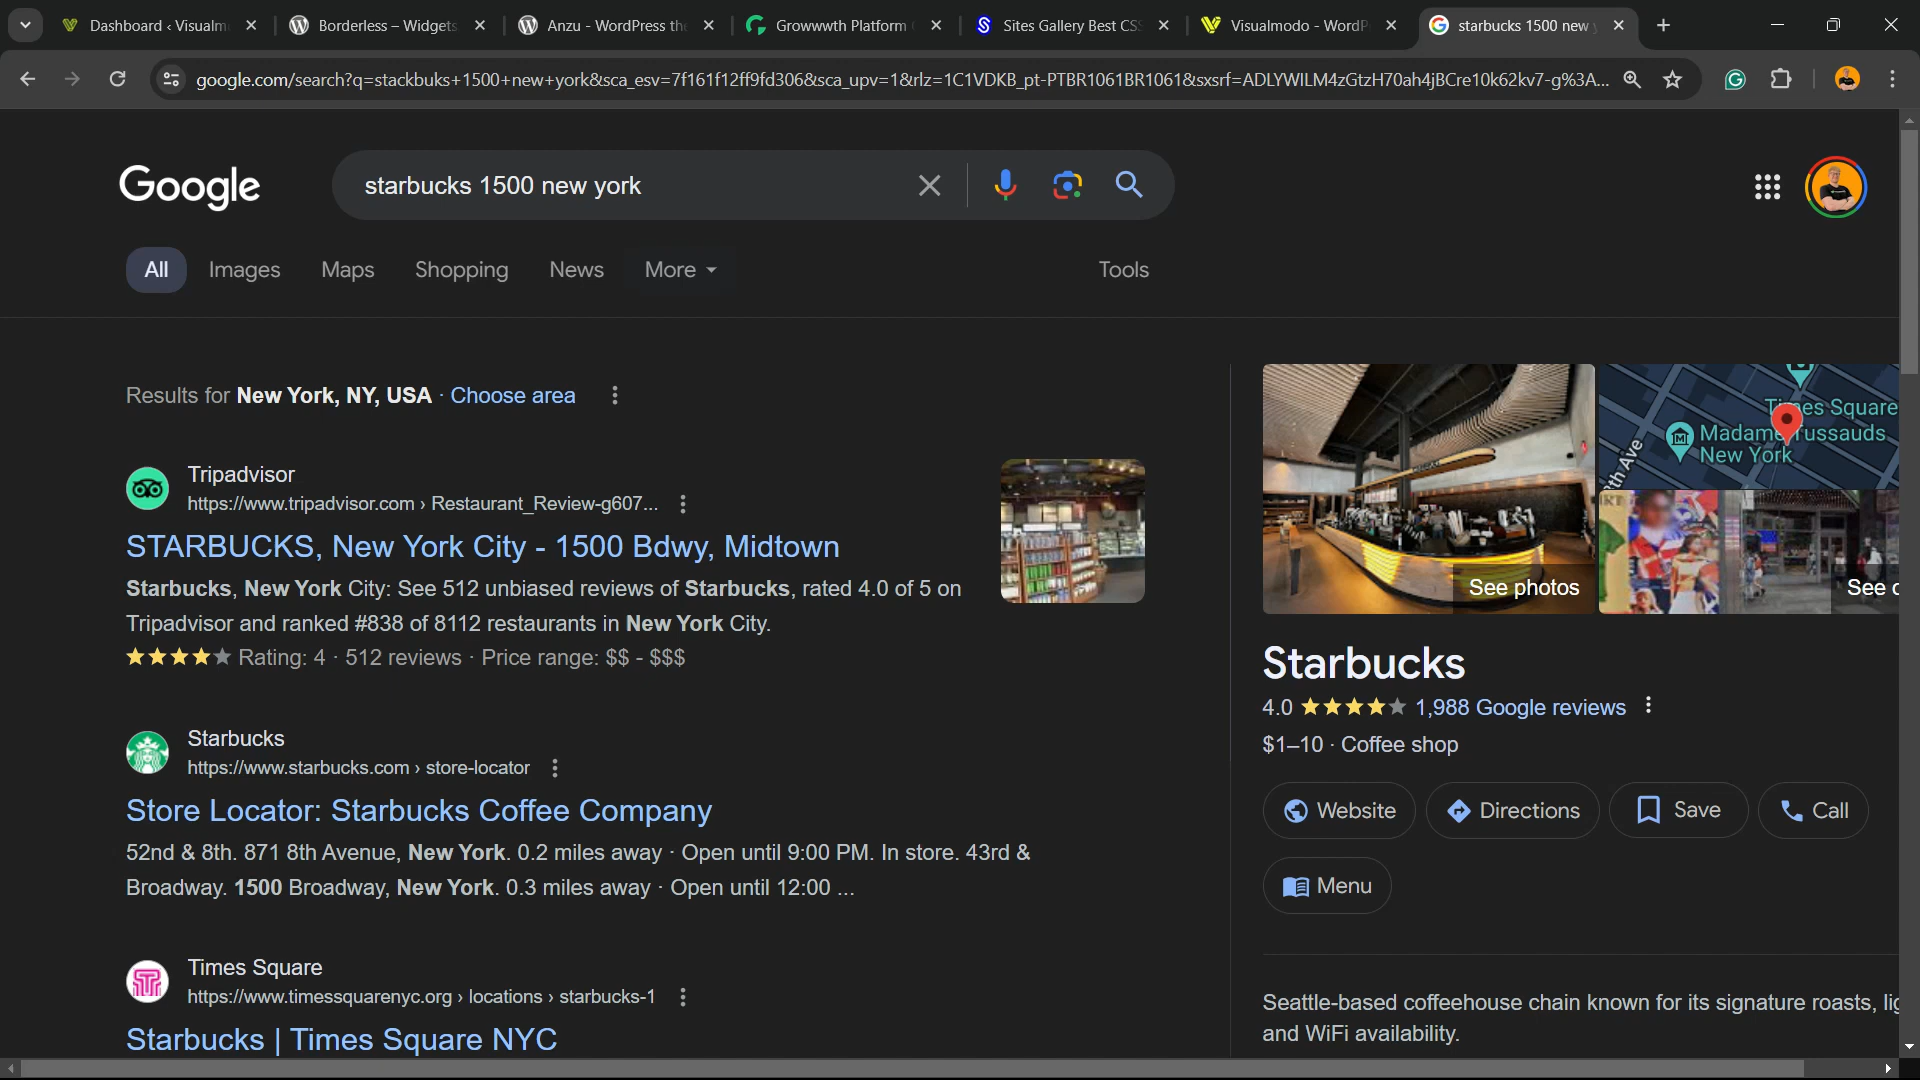 Dashboard ‹ Visualm
Borderless – Widgets
Anzu - WordPress th
Growwwth Platform
Sites Gallery Best CS
Visualmodo - WordP
starbucks 1500 new
google.com/search?q=stackbuks+1500+new+york&sca_esv=7f161f12ff9fd306&sca_upv=1&rlz=1C1VDKB_pt-PTBR1061BR1061&sxsrf=ADLYWILM4zGtzH70ah4jBCre10k62kv7-g%3A...
Google
starbucks 1500 new york
All
Images
Maps
Shopping
News
More
Tools
Results for New York, NY, USA · Choose area
Tripadvisor
https://www.tripadvisor.com › Restaurant_Review-g607...
STARBUCKS, New York City - 1500 Bdwy, Midtown
Starbucks, New York City: See 512 unbiased reviews of Starbucks, rated 4.0 of 5 on
Tripadvisor and ranked #838 of 8112 restaurants in New York City.
Rating: 4 · 512 reviews · Price range: $$ - $$$
Starbucks
https://www.starbucks.com › store-locator
Store Locator: Starbucks Coffee Company
52nd & 8th. 871 8th Avenue, New York. 0.2 miles away · Open until 9:00 PM. In store. 43rd &
Broadway. 1500 Broadway, New York. 0.3 miles away · Open until 12:00 ...
Times Square
https://www.timessquarenyc.org › locations › starbucks-1
Starbucks | Times Square NYC
Times Square
Madame Tussauds
New York
th Ave
See photos
See o
Starbucks
4.0
1,988 Google reviews
$1–10 · Coffee shop
Website
Directions
Save
Call
Menu
Seattle-based coffeehouse chain known for its signature roasts, lig
and WiFi availability.